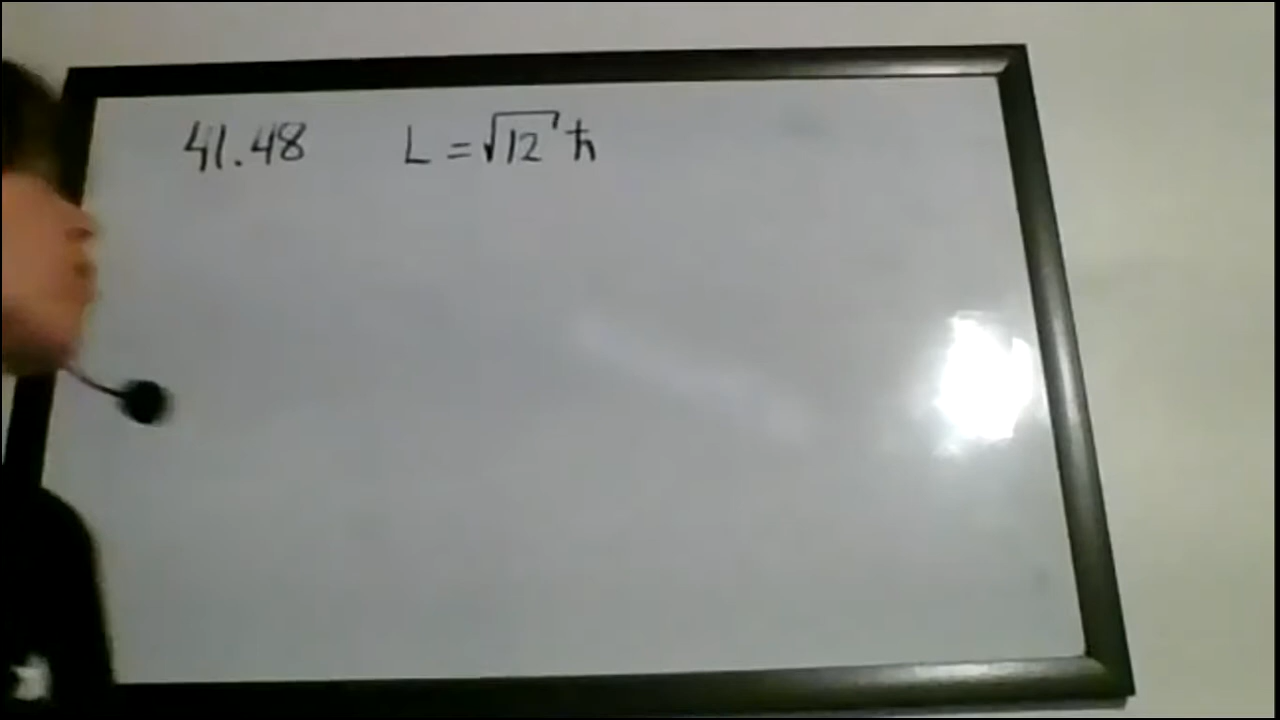 41.48 L = √12 ħ